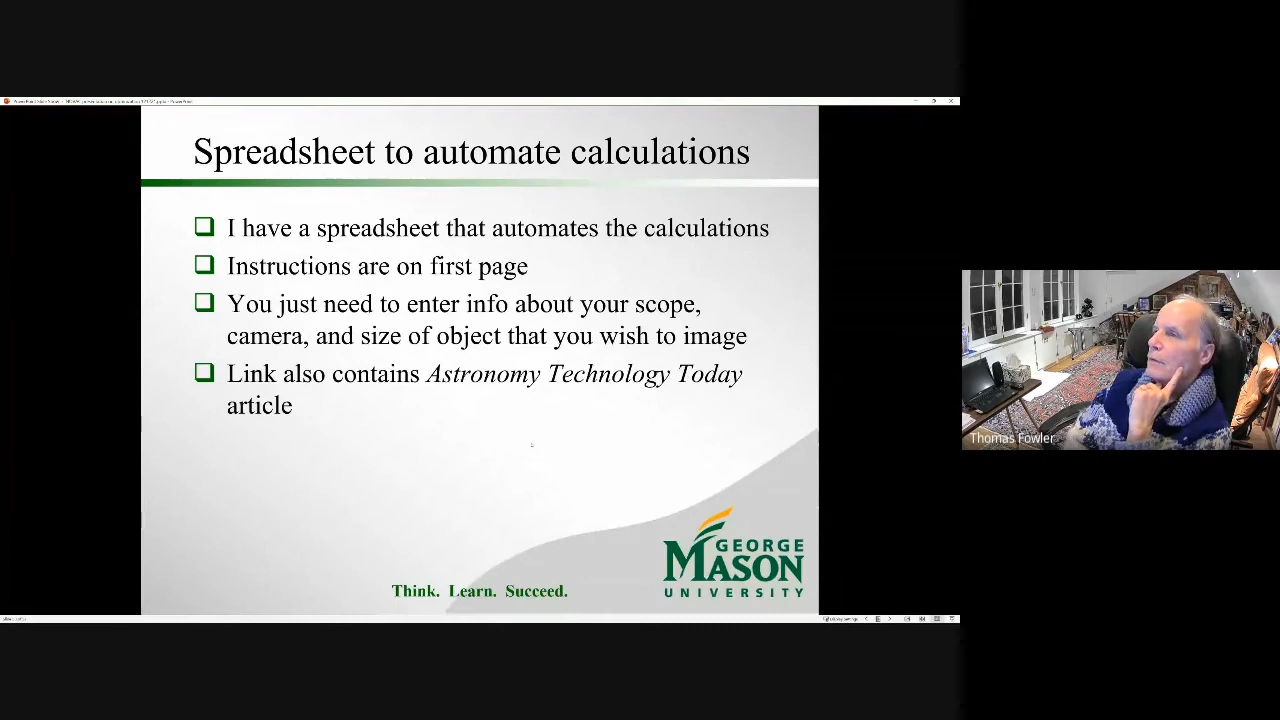 Spreadsheet to automate calculations
I have a spreadsheet that automates the calculations
Instructions are on first page
You just need to enter info about your scope,
camera, and size of object that you wish to image
Link also contains Astronomy Technology Today
article
Think. Learn. Succeed.
GEORGE
MASON
UNIVERSITY
Thomas Fowler
Display settings